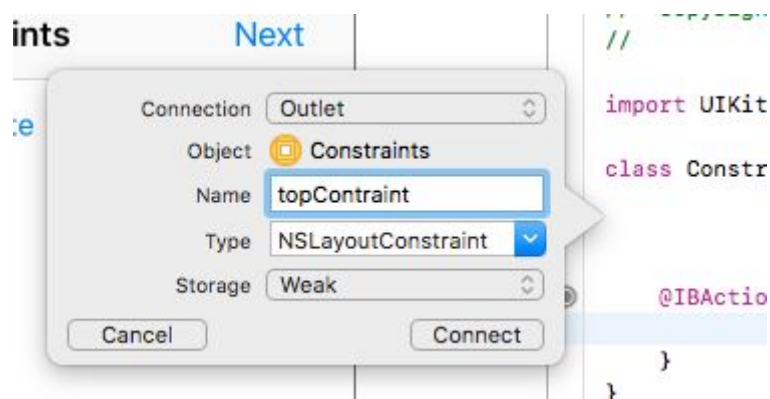 ints Next
//
import UIKit
class Constr
Connection Outlet
Object Constraints
Name topContraint
Type NSLayoutConstraint
Storage Weak
Cancel Connect
@IBActio
}
}